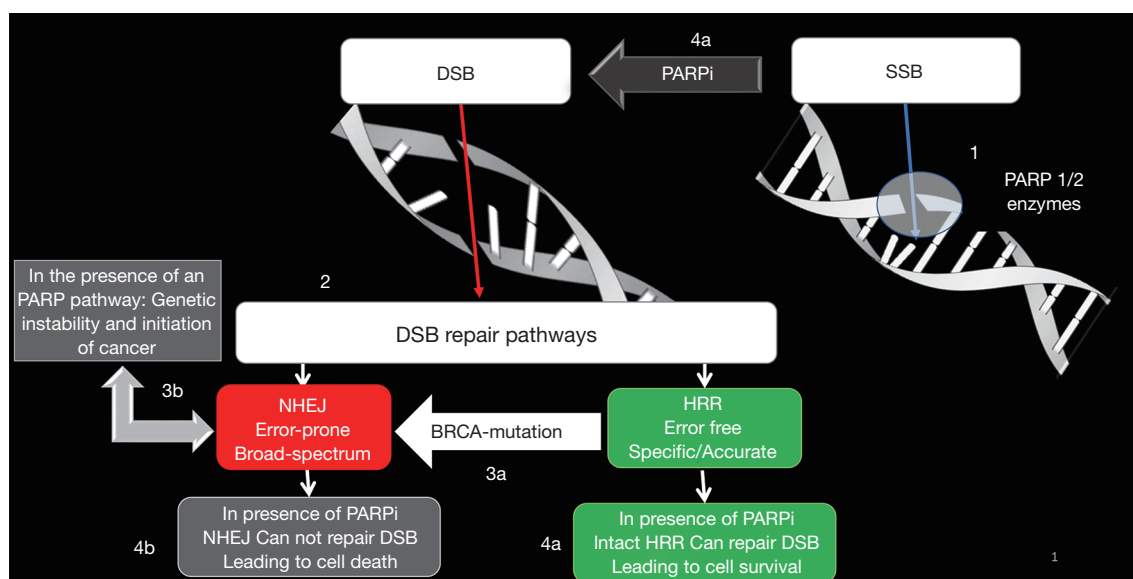 4a
DSB
PARPi
SSB
1
PARP 1/2
enzymes
In the presence of an
PARP pathway: Genetic
instability and initiation
of cancer
2
DSB repair pathways
3b
NHEJ
Error-prone
Broad-spectrum
BRCA-mutation
3a
HRR
Error free
Specific/Accurate
4b
In presence of PARPi
NHEJ Can not repair DSB
Leading to cell death
4a
In presence of PARPi
Intact HRR Can repair DSB
Leading to cell survival
1